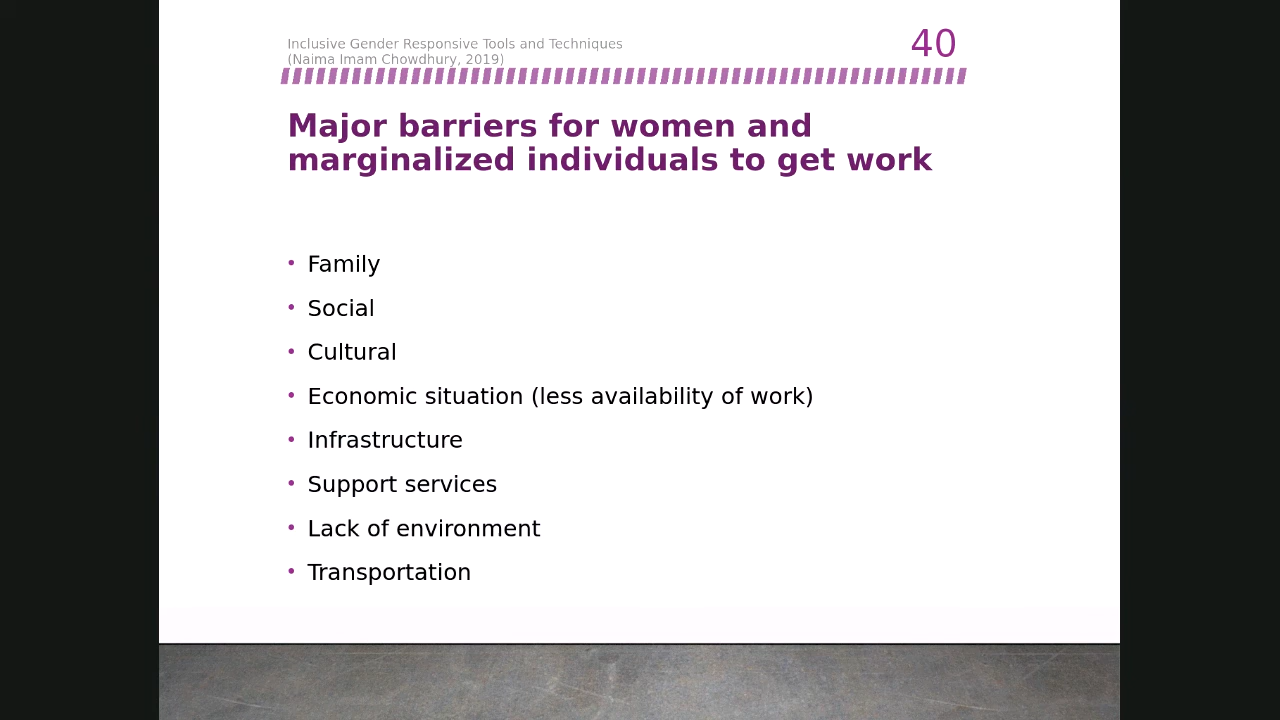 Inclusive Gender Responsive Tools and Techniques
(Naima Imam Chowdhury, 2019)
40
Major barriers for women and
marginalized individuals to get work
• Family
• Social
• Cultural
• Economic situation (less availability of work)
• Infrastructure
• Support services
• Lack of environment
• Transportation